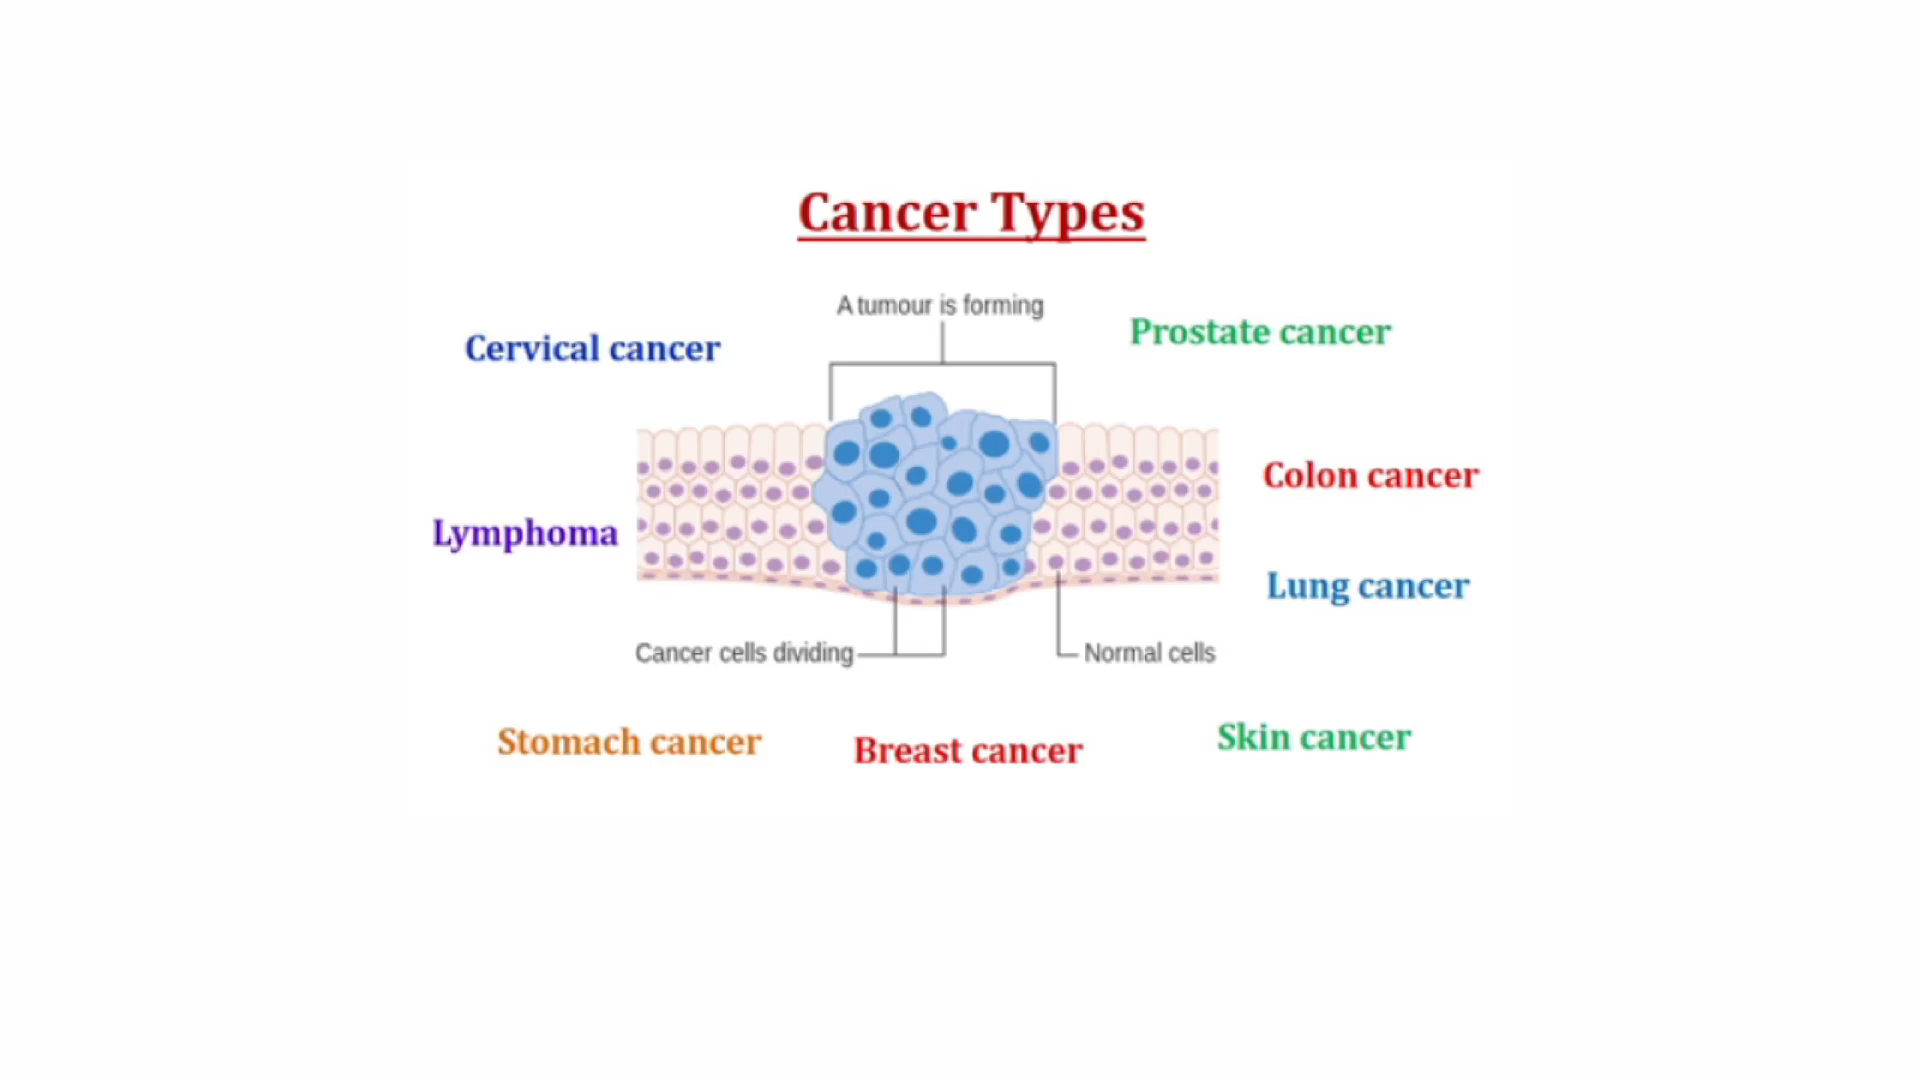 Cancer Types
A tumour is forming
Cervical cancer
Prostate cancer
Colon cancer
Lymphoma
Lung cancer
Cancer cells dividing
Normal cells
Stomach cancer
Breast cancer
Skin cancer